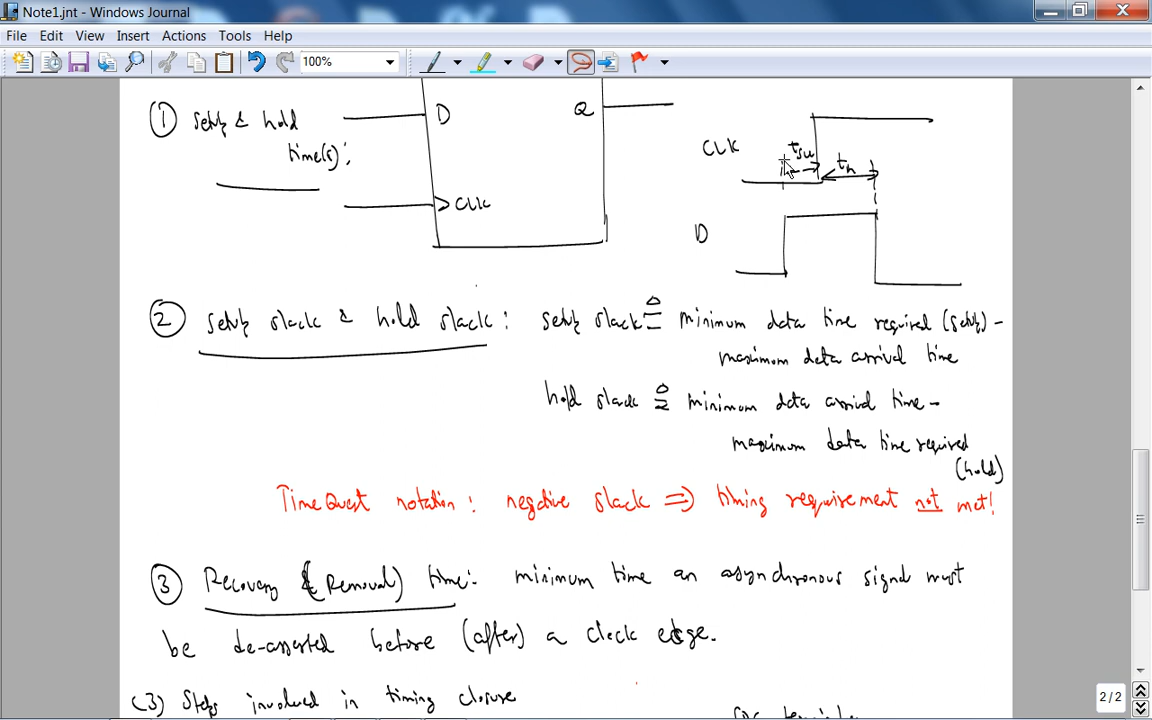 Note1.jnt - Windows Journal
File Edit View Insert Actions Tools Help
100%
① Setup & hold
time(s):
D
Q
CLK
CLK
tsu
th
D
② Setup slack & hold slack: setup slack ≜ minimum data time required (setup) -
maximum data arrival time
hold slack ≜ minimum data arrival time -
maximum data time required
(hold)
TimeQuest notation: negative slack => timing requirement not met!
③ Recovery & (Removal) time:- minimum time an asynchronous signal must
be de-asserted before (after) a clock edge.
(3) Steps involved in timing closure
2/2